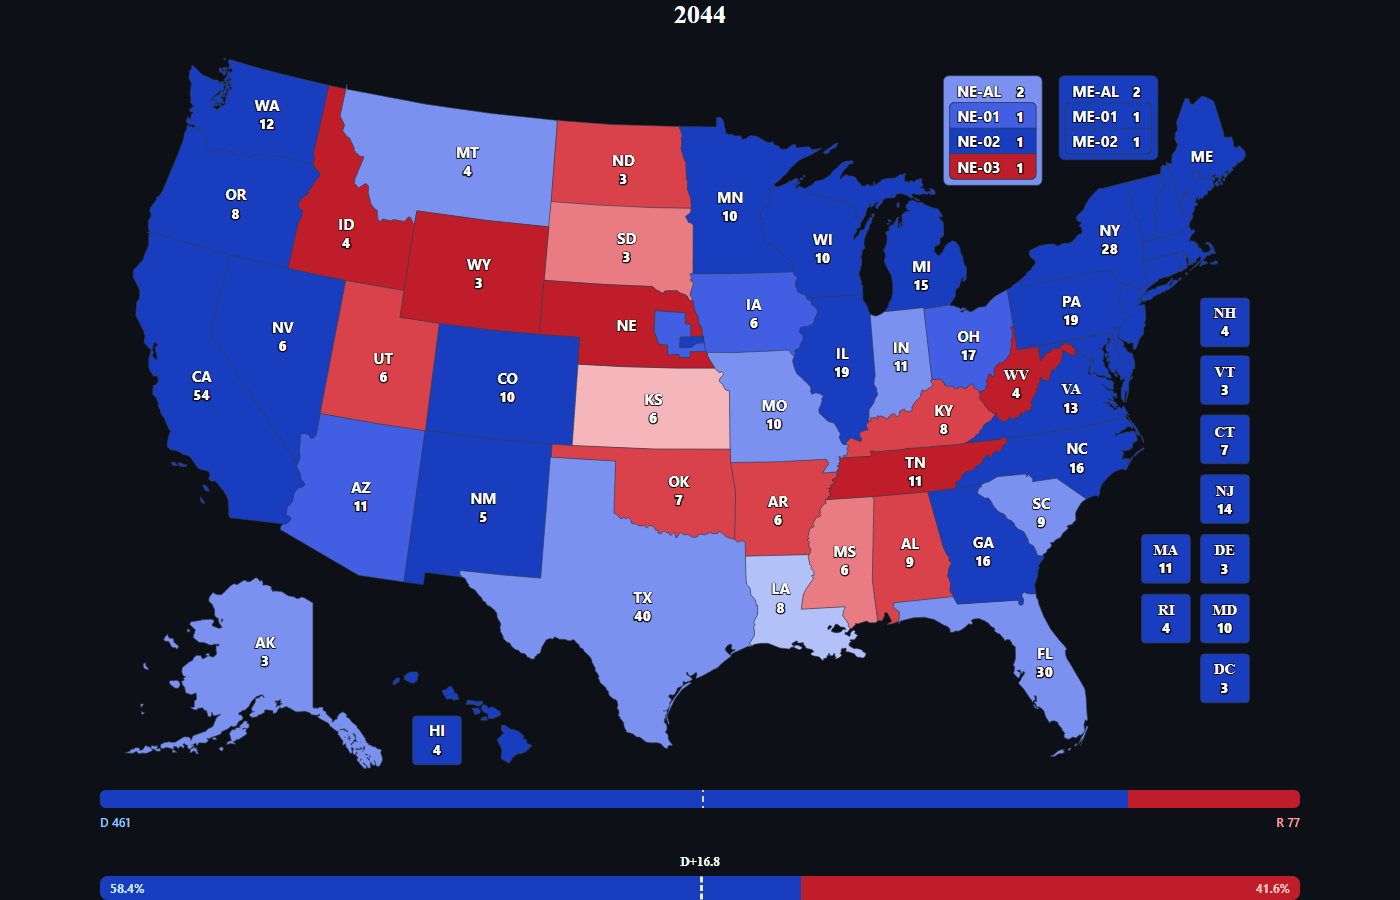 2044
WA
12
OR
8
CA
54
NV
6
ID
4
MT
4
WY
3
UT
6
AZ
11
CO
10
NM
5
ND
3
SD
3
NE
KS
6
OK
7
TX
40
MN
10
IA
6
MO
10
AR
6
LA
8
WI
10
IL
19
MI
15
IN
11
OH
17
KY
8
TN
11
MS
6
AL
9
GA
16
FL
30
SC
9
NC
16
VA
13
WV
4
PA
19
NY
28
ME
AK
3
HI
4
NE-AL 2
NE-01 1
NE-02 1
NE-03 1
ME-AL 2
ME-01 1
ME-02 1
NH
4
VT
3
CT
7
NJ
14
MA
11
DE
3
RI
4
MD
10
DC
3
D 461
R 77
D+16.8
58.4%
41.6%